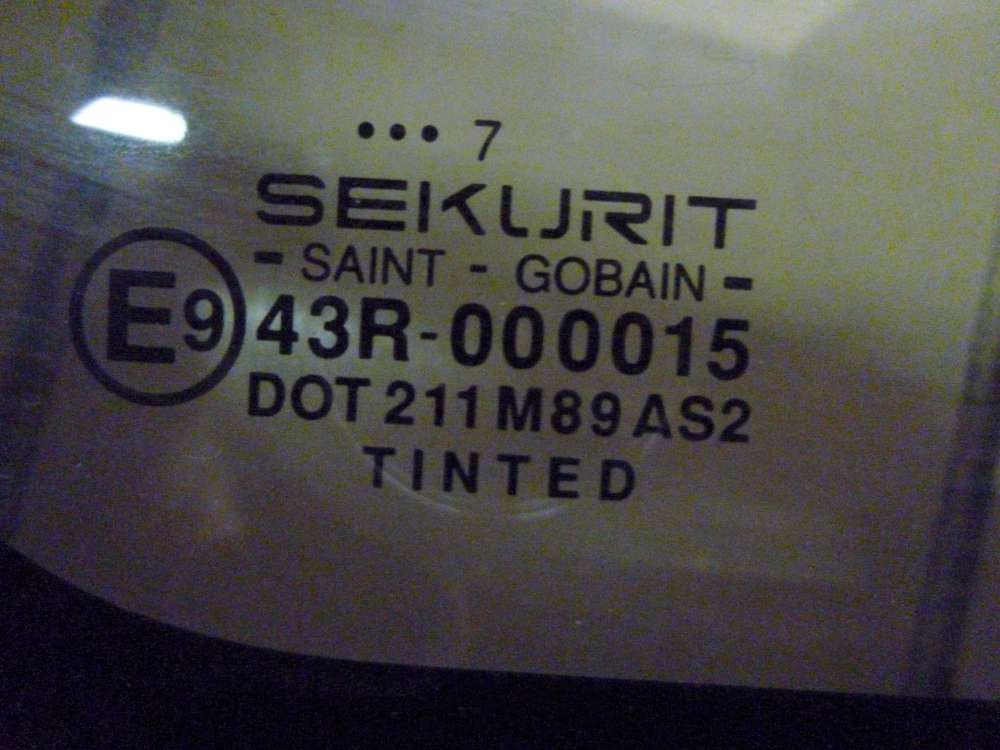 ••• 7
SEKURIT
- SAINT - GOBAIN -
E9 43R-000015
DOT 211 M89 AS2
TINTED